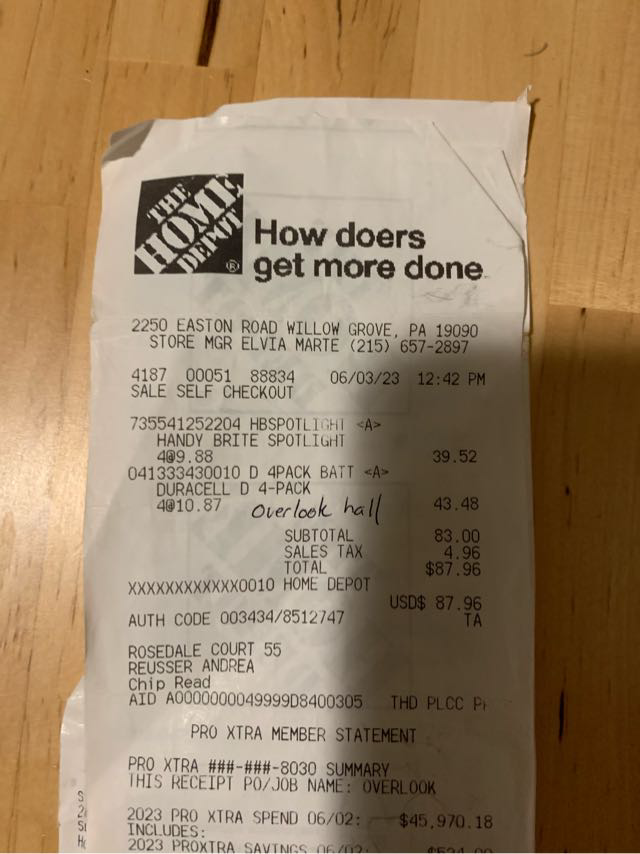 THE
HOME
DEPOT
®
How doers
get more done
2250 EASTON ROAD WILLOW GROVE, PA 19090
STORE MGR ELVIA MARTE (215) 657-2897
4187 00051 88834 06/03/23 12:42 PM
SALE SELF CHECKOUT
735541252204 HBSPOTLIGHT <A>
HANDY BRITE SPOTLIGHT
4@9.88 39.52
041333430010 D 4PACK BATT <A>
DURACELL D 4-PACK
4@10.87 overlook hall 43.48
SUBTOTAL 83.00
SALES TAX 4.96
TOTAL $87.96
XXXXXXXXXXXX0010 HOME DEPOT
USD$ 87.96
AUTH CODE 003434/8512747 TA
ROSEDALE COURT 55
REUSSER ANDREA
Chip Read
AID A0000000049999D8400305 THD PLCC
PRO XTRA MEMBER STATEMENT
PRO XTRA ###-###-8030 SUMMARY
THIS RECEIPT PO/JOB NAME: OVERLOOK
2023 PRO XTRA SPEND 06/02: $45,970.18
INCLUDES:
2023 PROXTRA SAVINGS 06/02: